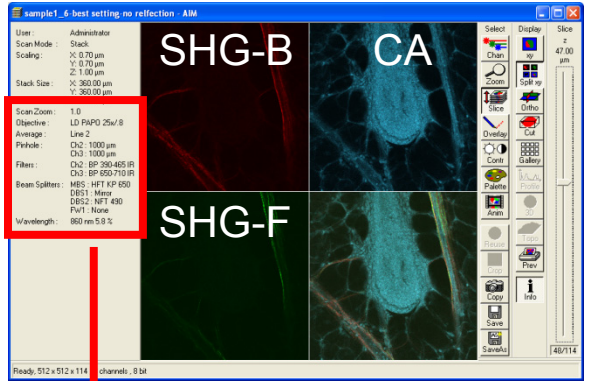 sample1_6-best setting-no relfection - AIM
User : Administrator
Scan Mode : Stack
Scaling : X: 0.70 µm
Y: 0.70 µm
Z: 1.00 µm
Stack Size : X: 360.00 µm
Y: 360.00 µm
Scan Zoom : 1.0
Objective : LD PAPO 25x/.8
Average : Line 2
Pinhole : Ch2 : 1000 µm
Ch3 : 1000 µm
Filters : Ch2 : BP 390-465 IR
Ch3 : BP 650-710 IR
Beam Splitters : MBS : HFT KP 650
DBS1 : Mirror
DBS2 : NFT 490
FW1 : None
Wavelength : 860 nm 5.8 %
SHG-B
CA
SHG-F
Select
Chan
Zoom
Slice
Overlay
Contr
Palette
Anim
Reuse
Crop
Copy
Save
SaveAs
Display
xy
Split xy
Ortho
Cut
Gallery
Profile
3D
Topo
Prev
Info
Slice
z
47.00
µm
48/114
Ready, 512 x 512 x 114 channels , 8 bit